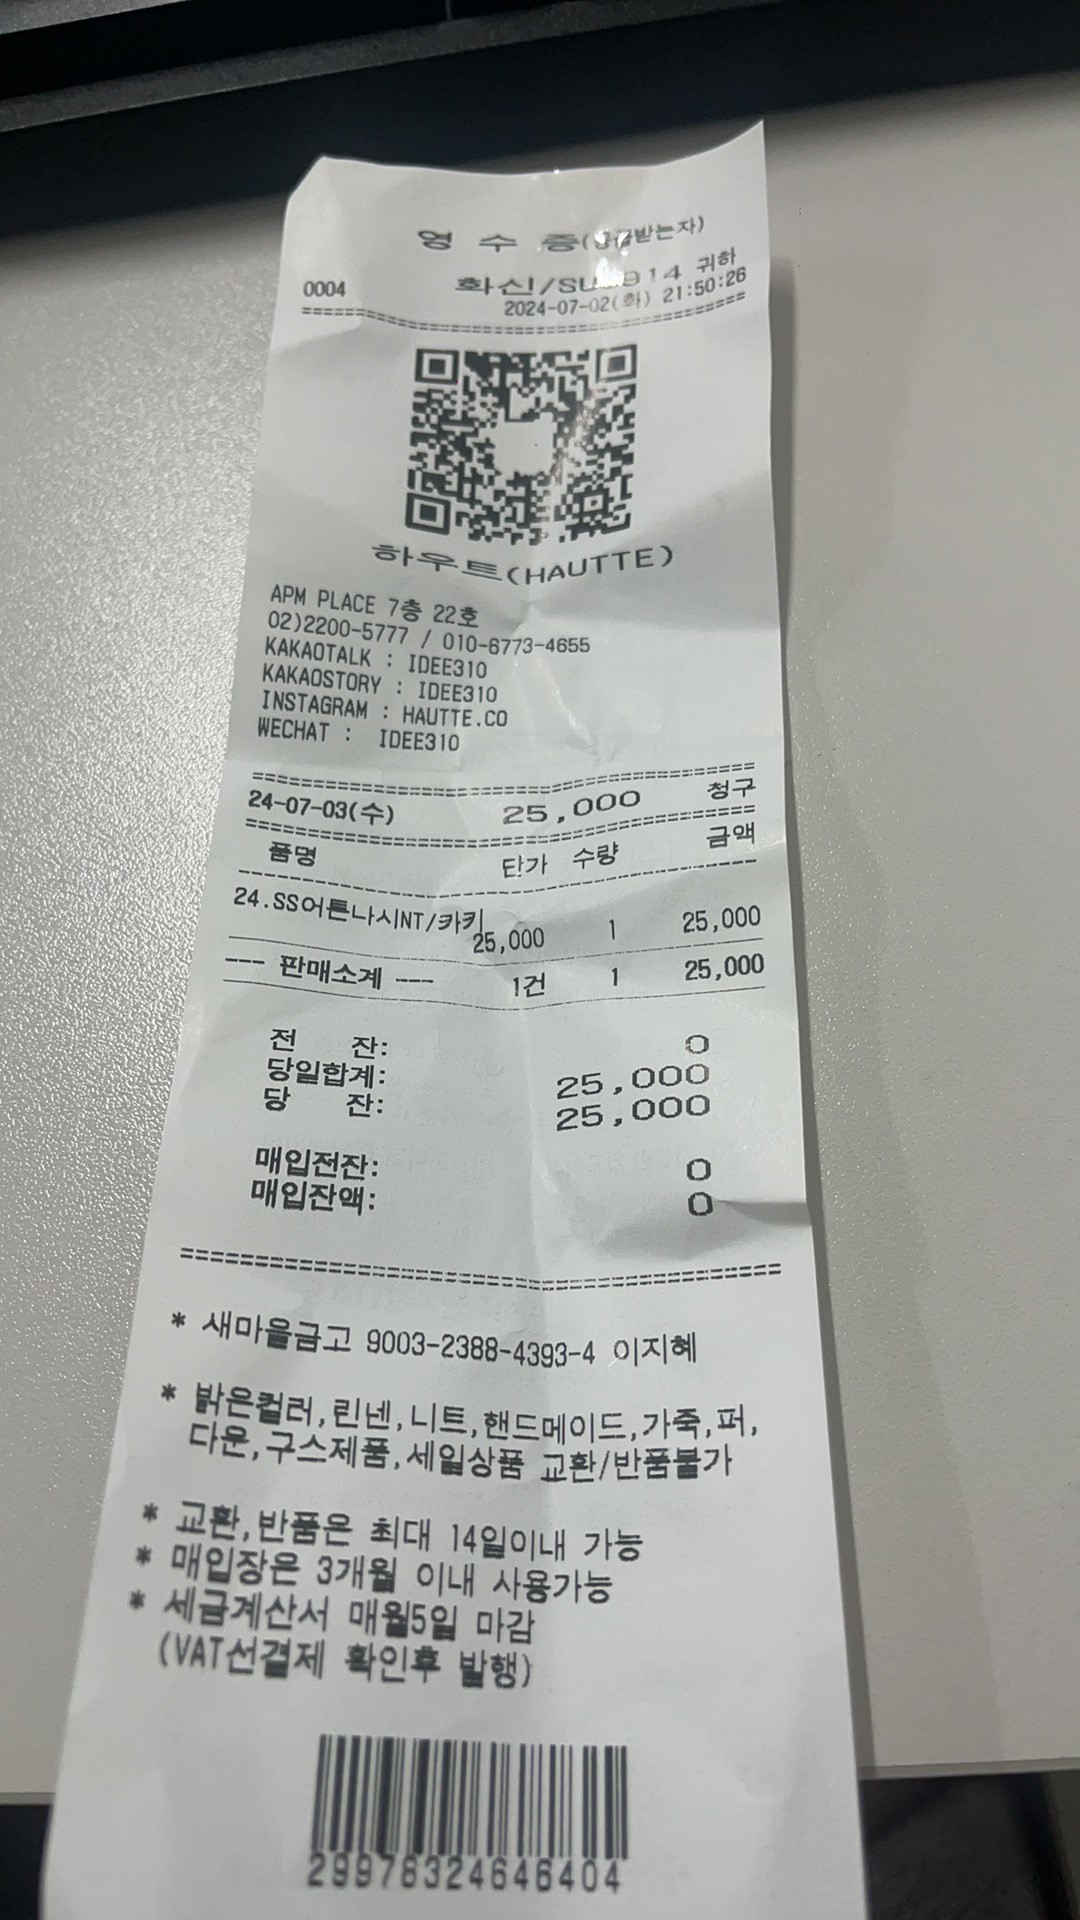 영 수 증(공급받는자)
0004 화신/SU 914 귀하
2024-07-02(화) 21:50:26
하우트(HAUTTE)
APM PLACE 7층 22호
02)2200-5777 / 010-6773-4655
KAKAOTALK : IDEE310
KAKAOSTORY : IDEE310
INSTAGRAM : HAUTTE.CO
WECHAT : IDEE310
24-07-03(수) 25,000 청구
품명 단가 수량 금액
24.SS어튼나시NT/카키
25,000 1 25,000
--- 판매소계 --- 1건 1 25,000
전 잔: 0
당일합계: 25,000
당 잔: 25,000
매입전잔: 0
매입잔액: 0
* 새마을금고 9003-2388-4393-4 이지혜
* 밝은컬러,린넨,니트,핸드메이드,가죽,퍼,
다운,구스제품,세일상품 교환/반품불가
* 교환,반품은 최대 14일이내 가능
* 매입장은 3개월 이내 사용가능
* 세금계산서 매월5일 마감
(VAT선결제 확인후 발행)
29978324646404